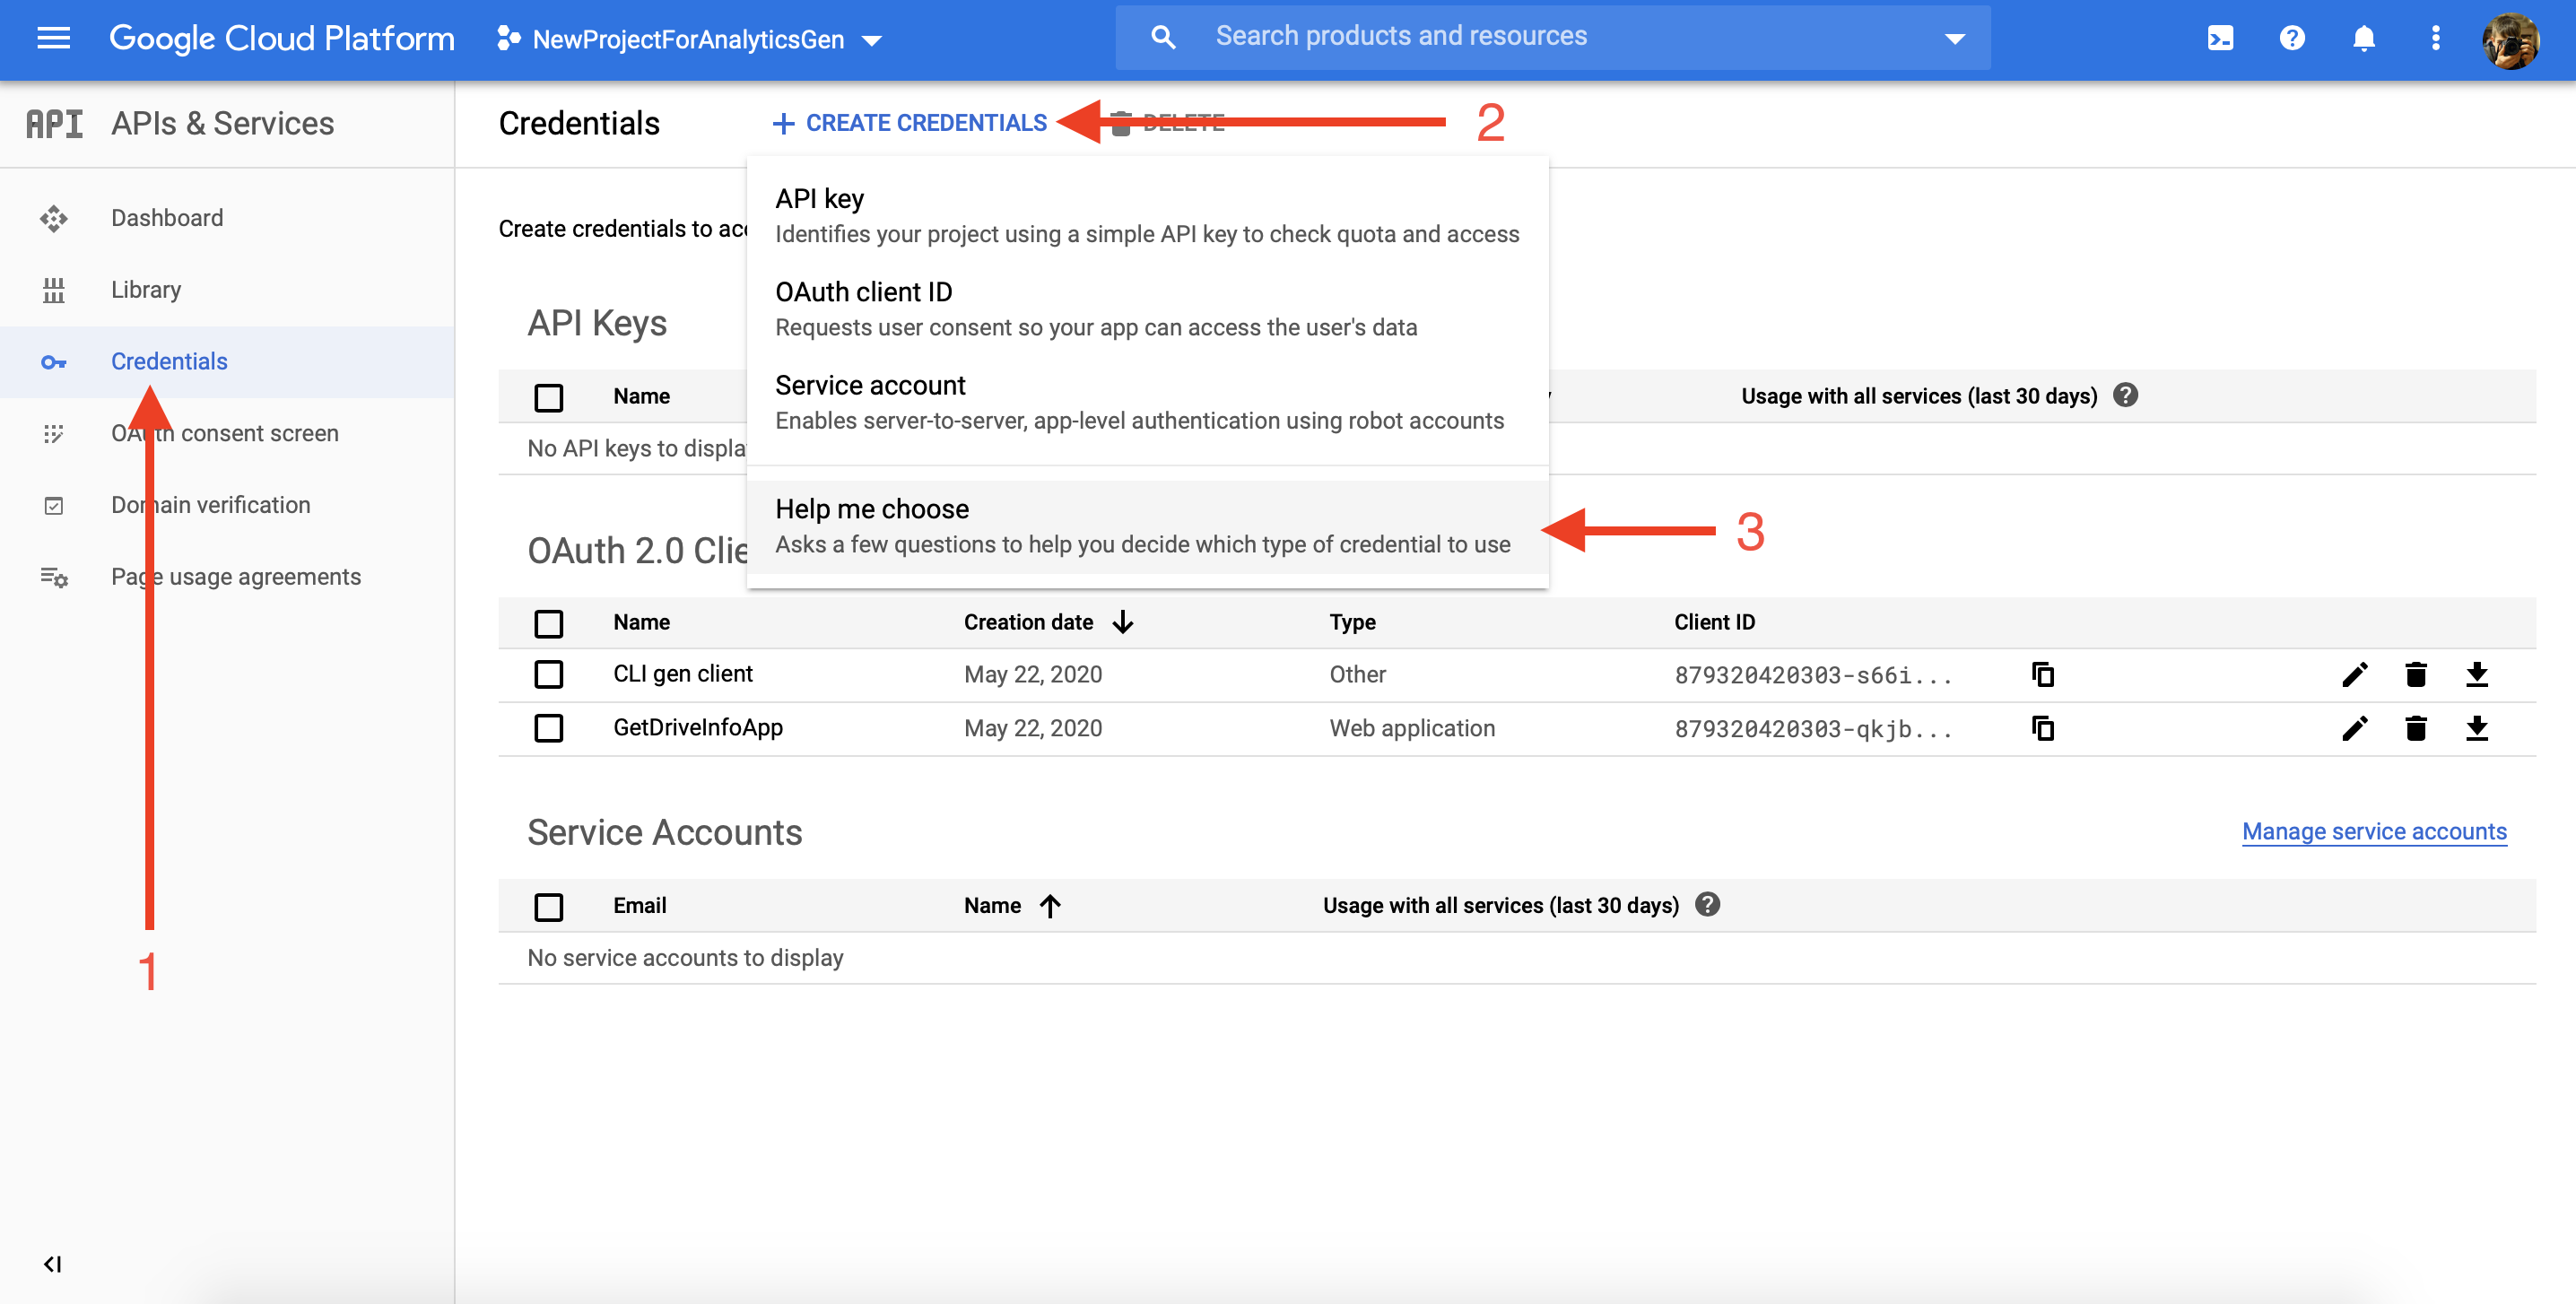 Google Cloud Platform
NewProjectForAnalyticsGen
Search products and resources
API APIs & Services
Credentials
+ CREATE CREDENTIALS
DELETE
2
Dashboard
Library
Credentials
OAuth consent screen
Domain verification
Page usage agreements
1
Create credentials to acc
API key
Identifies your project using a simple API key to check quota and access
OAuth client ID
Requests user consent so your app can access the user's data
Service account
Enables server-to-server, app-level authentication using robot accounts
Help me choose
Asks a few questions to help you decide which type of credential to use
3
API Keys
Name
Usage with all services (last 30 days)
No API keys to displa
OAuth 2.0 Clie
Name Creation date Type Client ID
CLI gen client May 22, 2020 Other 879320420303-s66i...
GetDriveInfoApp May 22, 2020 Web application 879320420303-qkjb...
Service Accounts
Manage service accounts
Email Name Usage with all services (last 30 days)
No service accounts to display